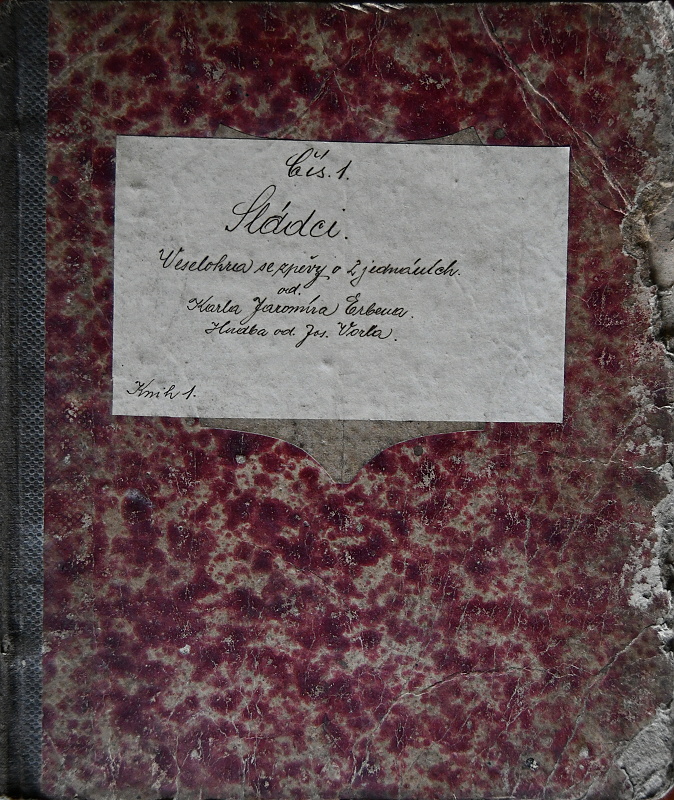 Čís. 1.
Sládci.
Veselohra se zpěvy o 2 jednáních.
od.
Karla Jaromíra Erbena.
Hudba od. Jos. Vorla.
Knih 1.